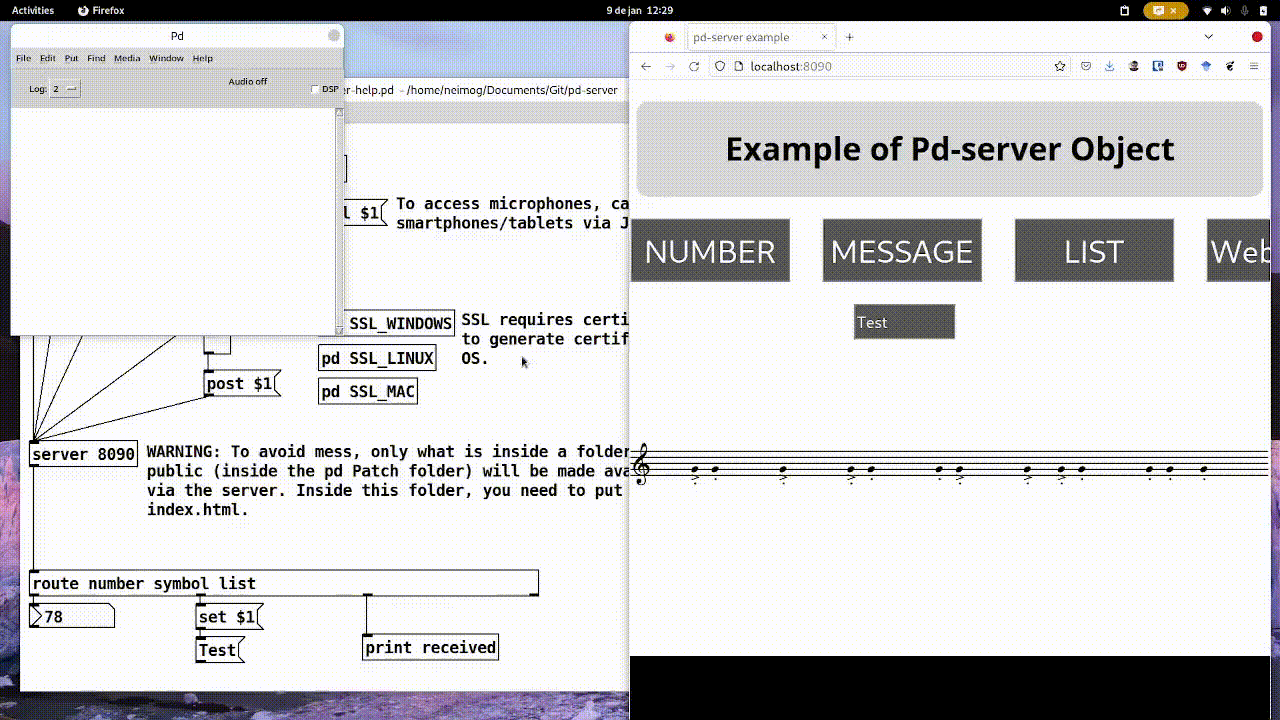 Activities
Firefox
9 de jan 12:29
Pd
File Edit Put Find Media Window Help
Audio off
Log: 2
DSP
er-help.pd - /home/neimog/Documents/Git/pd-server
l $1
To access microphones, ca
smartphones/tablets via J
SSL_WINDOWS
SSL requires certi
to generate certif
OS.
pd SSL_LINUX
pd SSL_MAC
post $1
server 8090
WARNING: To avoid mess, only what is inside a folder
public (inside the pd Patch folder) will be made ava
via the server. Inside this folder, you need to put
index.html.
route number symbol list
78
set $1
Test
print received
pd-server example
localhost:8090
Example of Pd-server Object
NUMBER
MESSAGE
LIST
Web
Test